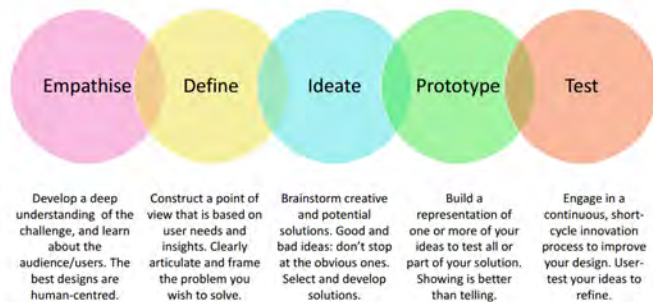 Empathise
Define
Ideate
Prototype
Test
Develop a deep
understanding of the
challenge, and learn
about the
audience/users. The
best designs are
human-centred.
Construct a point of
view that is based on
user needs and
insights. Clearly
articulate and frame
the problem you
wish to solve.
Brainstorm creative
and potential
solutions. Good and
bad ideas: don't stop
at the obvious ones.
Select and develop
solutions.
Build a
representation of
one or more of your
ideas to test all or
part of your solution.
Showing is better
than telling.
Engage in a
continuous, short-
cycle innovation
process to improve
your design. User-
test your ideas to
refine.